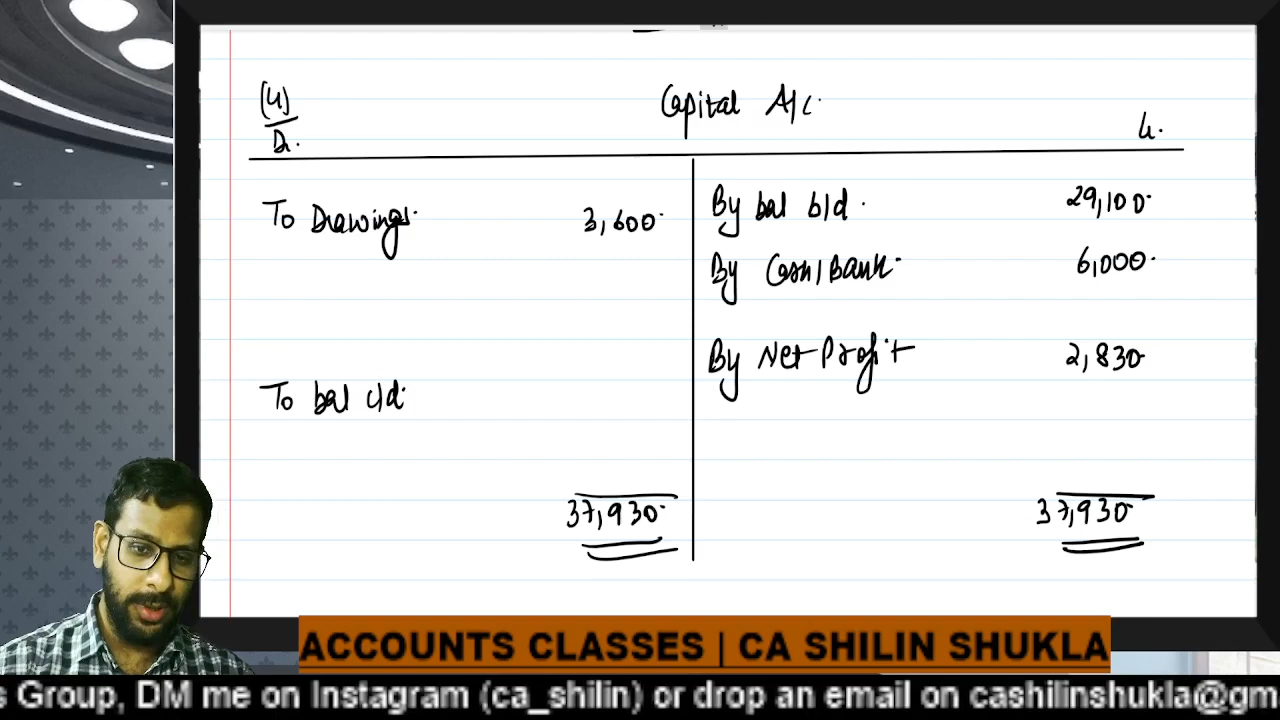 (4)
Capital A/c.
Dr.
Cr.
To Drawings. 3,600.
By bal b/d. 29,100.
By Cash/Bank. 6,000.
By Net Profit 2,830.
To bal c/d.
37,930.
37,930.
ACCOUNTS CLASSES | CA SHILIN SHUKLA
s Group, DM me on Instagram (ca_shilin) or drop an email on cashilinshukla@gm